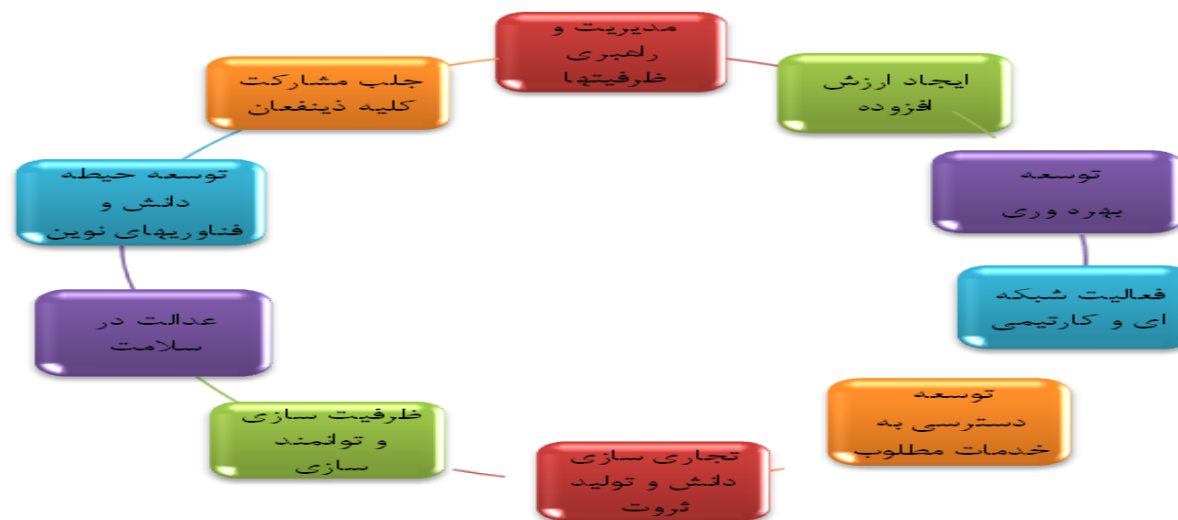 مدیریت و
راهبری
ظرفیتها
ایجاد ارزش
افزوده
توسعه
بهره وری
فعالیت شبکه
ای و کارتیمی
توسعه
دسترسی به
خدمات مطلوب
تجاری سازی
دانش و تولید
ثروت
ظرفیت سازی
و توانمند
سازی
عدالت در
سلامت
توسعه حیطه
دانش و
فناوریهای نوین
جلب مشارکت
کلیه ذینفعان